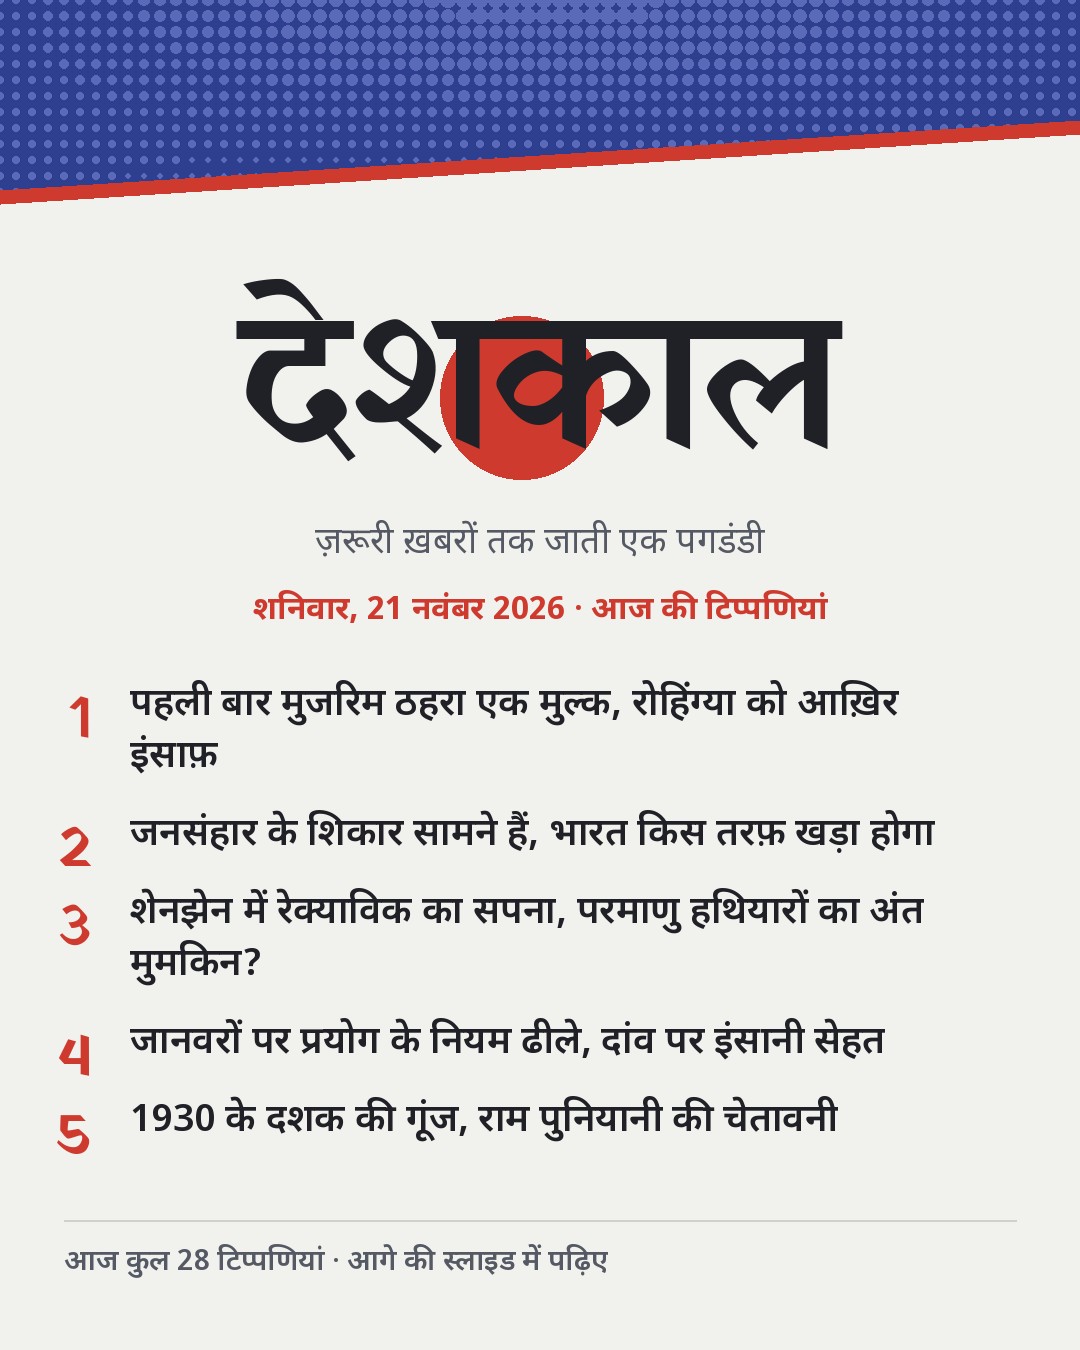 देशकाल
ज़रूरी ख़बरों तक जाती एक पगडंडी
शनिवार, 21 नवंबर 2026 · आज की टिप्पणियां
1 पहली बार मुजरिम ठहरा एक मुल्क, रोहिंग्या को आख़िर
इंसाफ़
2 जनसंहार के शिकार सामने हैं, भारत किस तरफ़ खड़ा होगा
3 शेनझेन में रेक्याविक का सपना, परमाणु हथियारों का अंत
मुमकिन?
4 जानवरों पर प्रयोग के नियम ढीले, दांव पर इंसानी सेहत
5 1930 के दशक की गूंज, राम पुनियानी की चेतावनी
आज कुल 28 टिप्पणियां · आगे की स्लाइड में पढ़िए